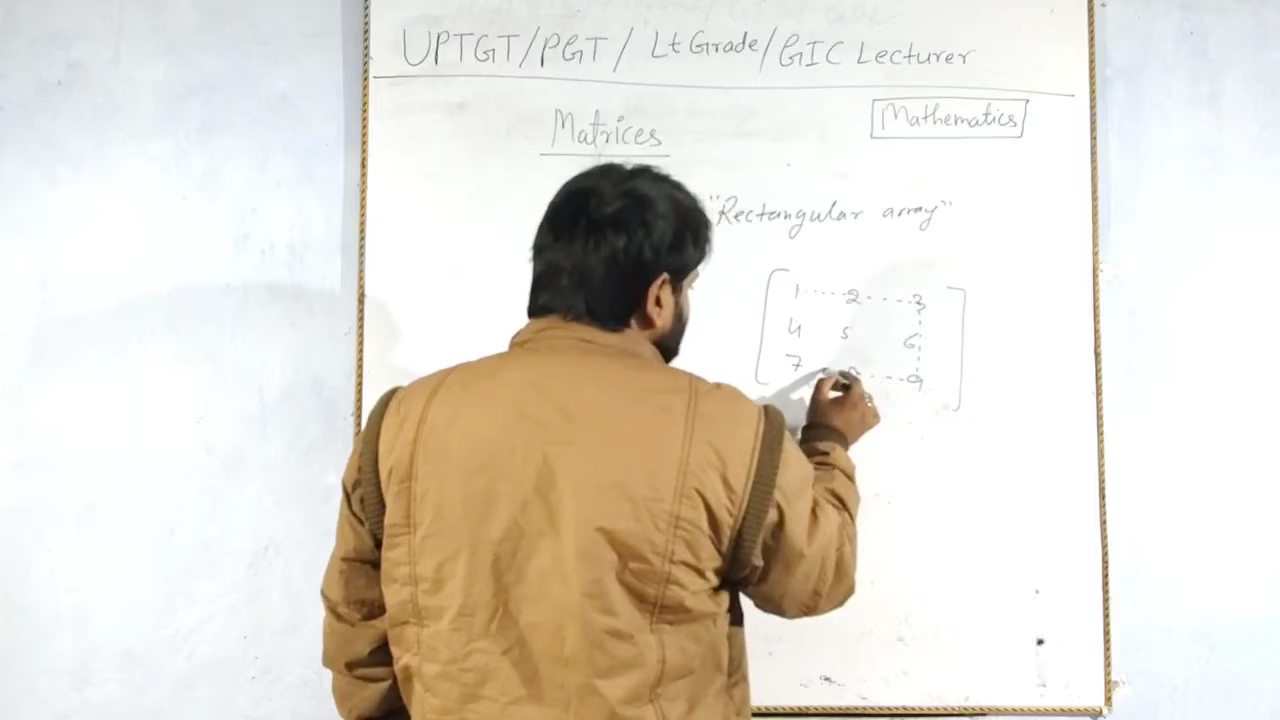 UPTGT/PGT/ Lt Grade/GIC Lecturer
Mathematics
Matrices
"Rectangular array"
1 2 3
4 5 6
7 9